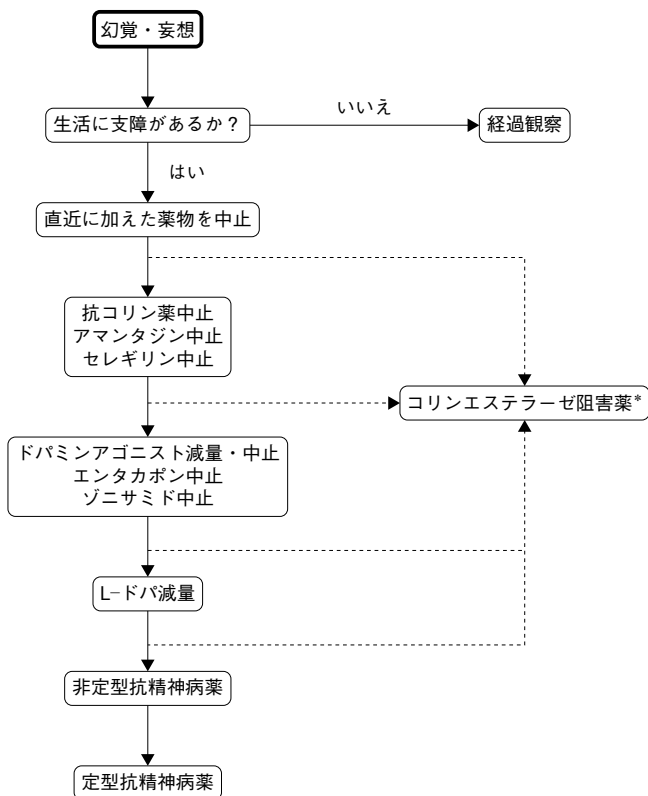 幻覚・妄想
生活に支障があるか？
いいえ
経過観察
はい
直近に加えた薬物を中止
抗コリン薬中止
アマンタジン中止
セレギリン中止
コリンエステラーゼ阻害薬*
ドパミンアゴニスト減量・中止
エンタカポン中止
ゾニサミド中止
L−ドパ減量
非定型抗精神病薬
定型抗精神病薬